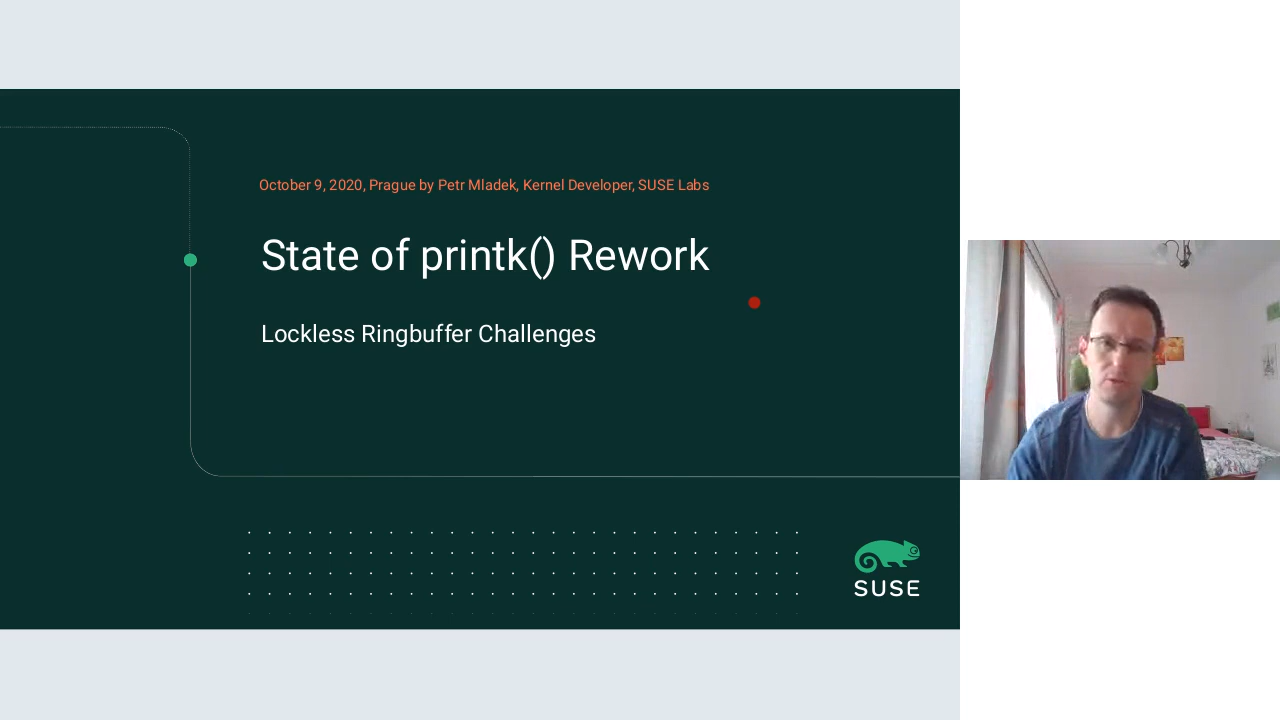 October 9, 2020, Prague by Petr Mladek, Kernel Developer, SUSE Labs
State of printk() Rework
Lockless Ringbuffer Challenges
SUSE